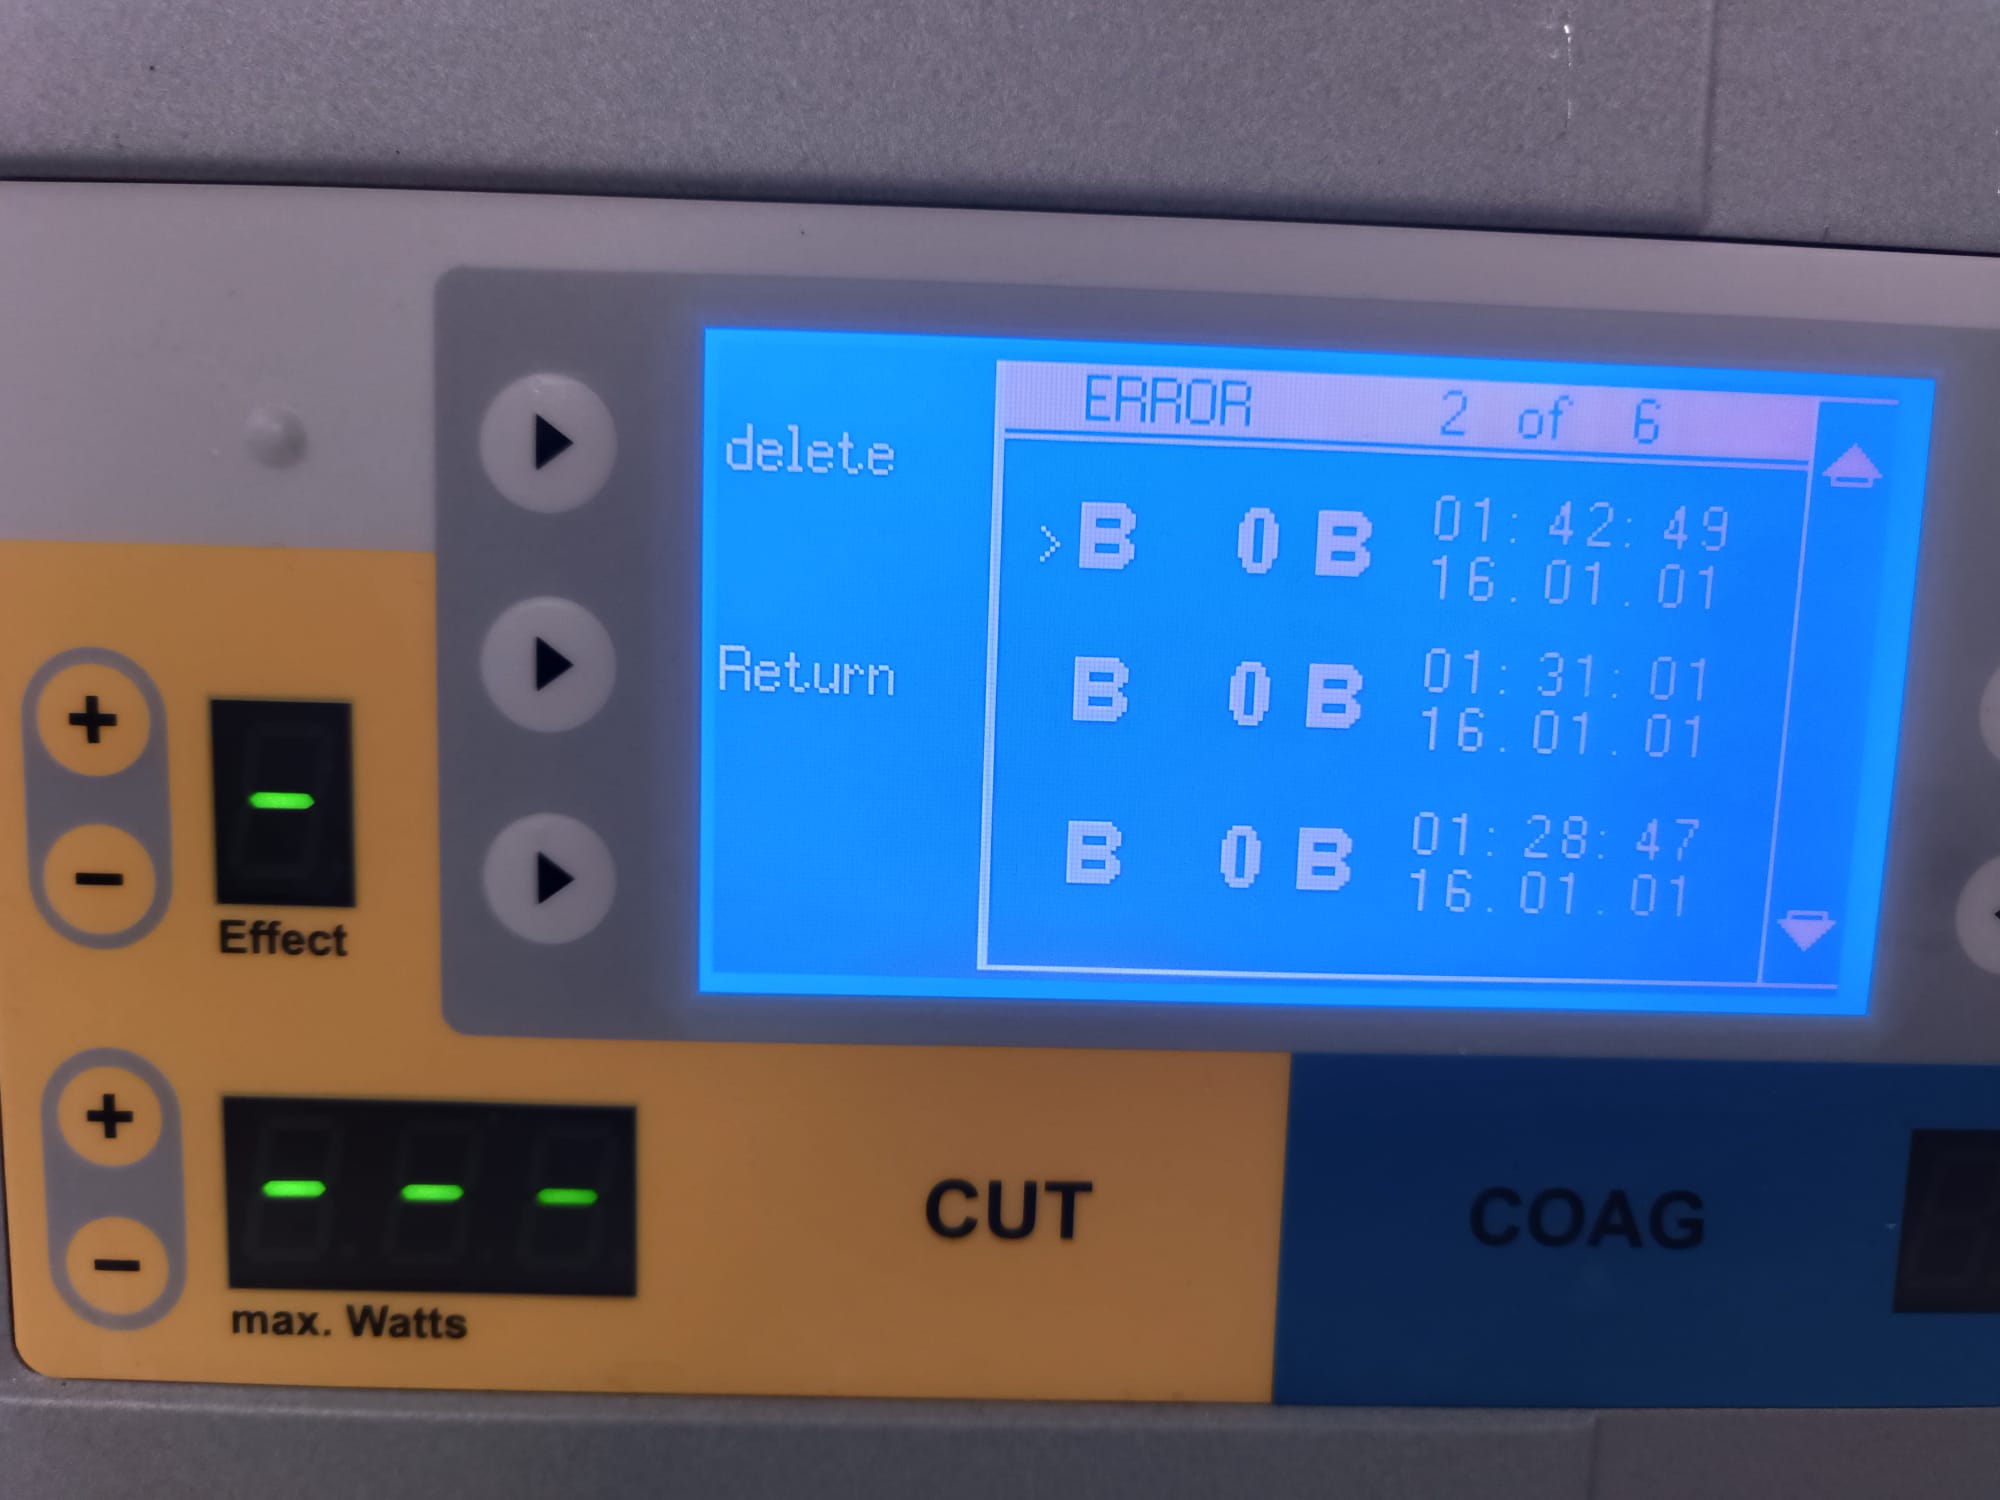 ERROR 2 of 6
delete
>B 0B 01:42:49
16.01.01
Return
B 0B 01:31:01
16.01.01
B 0B 01:28:47
16.01.01
+
-
-
Effect
+
-
- - -
max. Watts
CUT
COAG